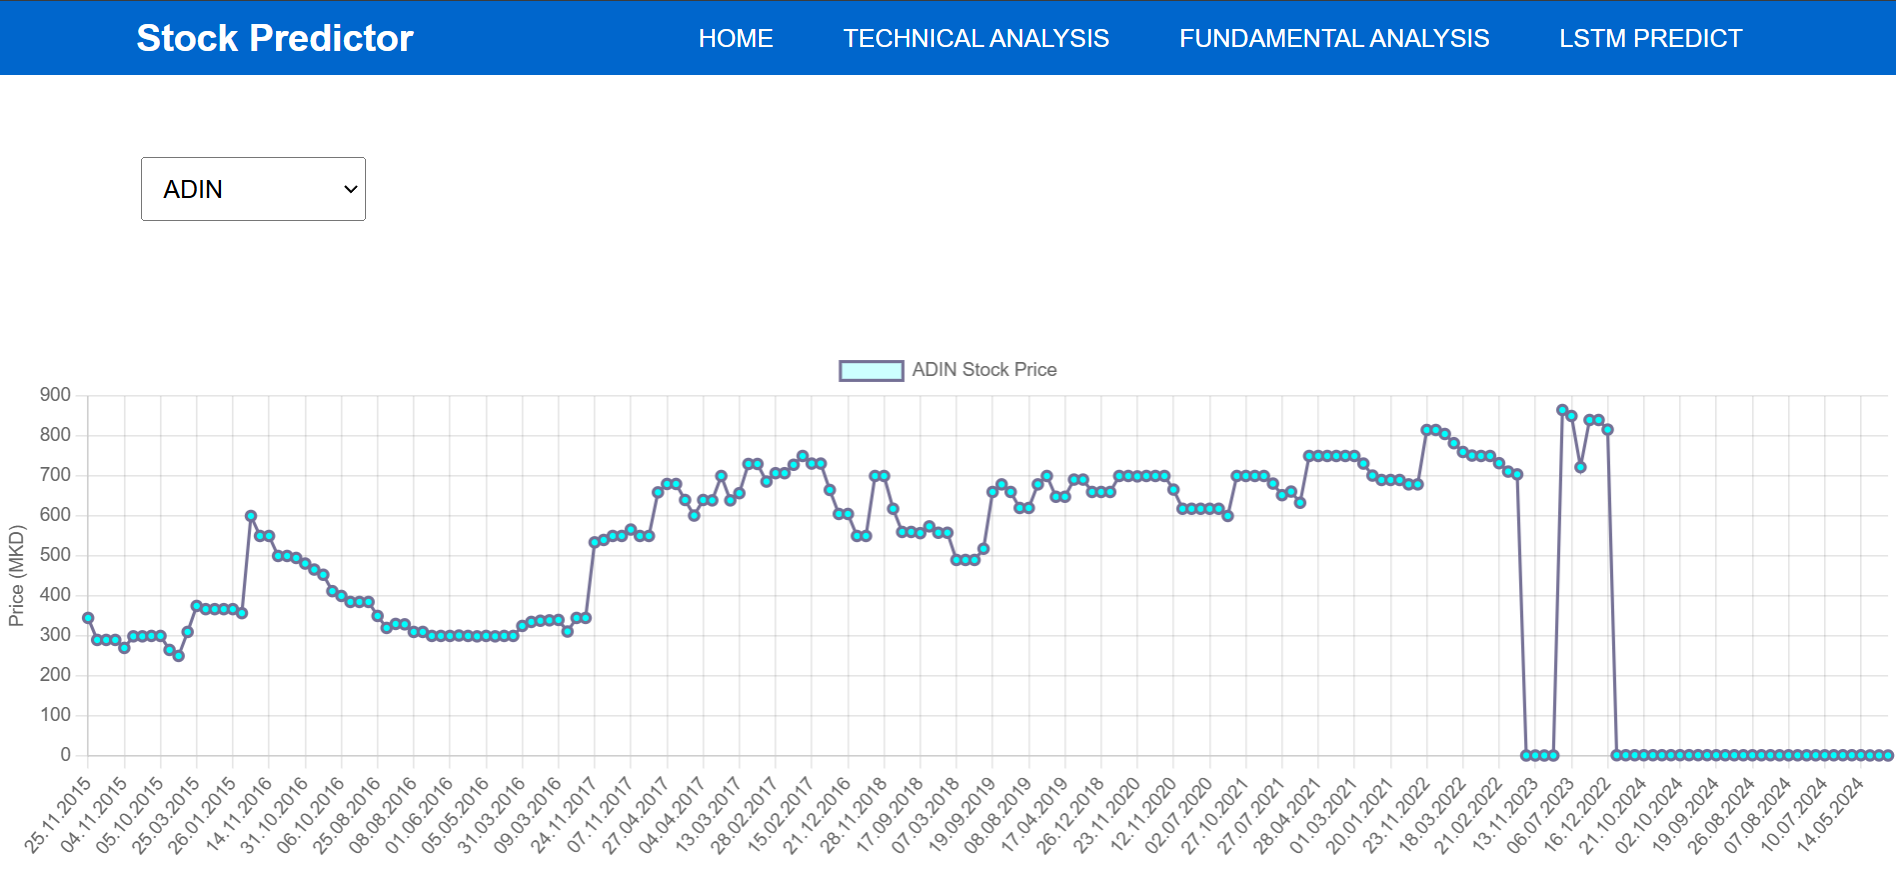 Stock Predictor HOME TECHNICAL ANALYSIS FUNDAMENTAL ANALYSIS LSTM PREDICT
ADIN
ADIN Stock Price
Price (MKD)
900
800
700
600
500
400
300
200
100
0
25.11.2015 04.11.2015 05.10.2015 25.03.2015 26.01.2015 14.11.2016 31.10.2016 06.10.2016 25.08.2016 08.08.2016 01.06.2016 05.05.2016 31.03.2016 09.03.2016 24.11.2017 07.11.2017 27.04.2017 04.04.2017 13.03.2017 28.02.2017 15.02.2017 21.12.2016 28.11.2018 17.09.2018 07.03.2018 19.09.2019 08.08.2019 17.04.2019 26.12.2018 23.11.2020 12.11.2020 02.07.2020 27.10.2021 27.07.2021 28.04.2021 01.03.2021 20.01.2021 23.11.2022 18.03.2022 21.02.2022 13.11.2023 06.07.2023 16.12.2022 21.10.2024 02.10.2024 19.09.2024 26.08.2024 07.08.2024 10.07.2024 14.05.2024